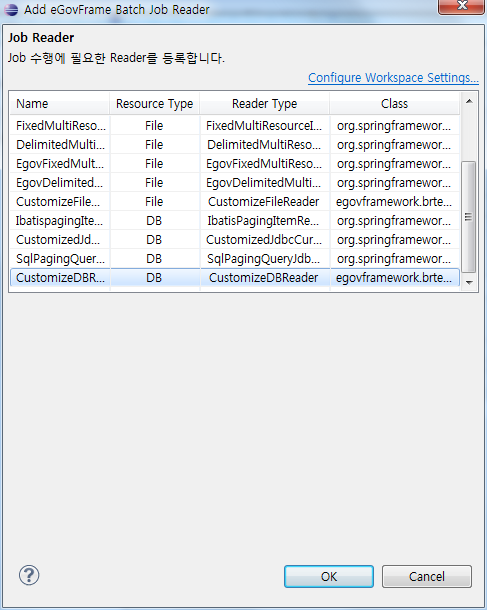 Add eGovFrame Batch Job Reader
Job Reader
Job 수행에 필요한 Reader를 등록합니다.
Configure Workspace Settings...
Name Resource Type Reader Type Class
FixedMultiReso... File FixedMultiResourceI... org.springframewor...
DelimitedMulti... File DelimitedMultiReso... org.springframewor...
EgovFixedMult... File EgovFixedMultiReso... org.springframewor...
EgovDelimited... File EgovDelimitedMulti... org.springframewor...
CustomizeFile... File CustomizeFileReader egovframework.brte...
IbatispagingIte... DB IbatisPagingItemRe... org.springframewor...
CustomizedJd... DB CustomizedJdbcCur... org.springframewor...
SqlPagingQuer... DB SqlPagingQueryJdb... org.springframewor...
CustomizeDBR... DB CustomizeDBReader egovframework.brte...
?
OK Cancel